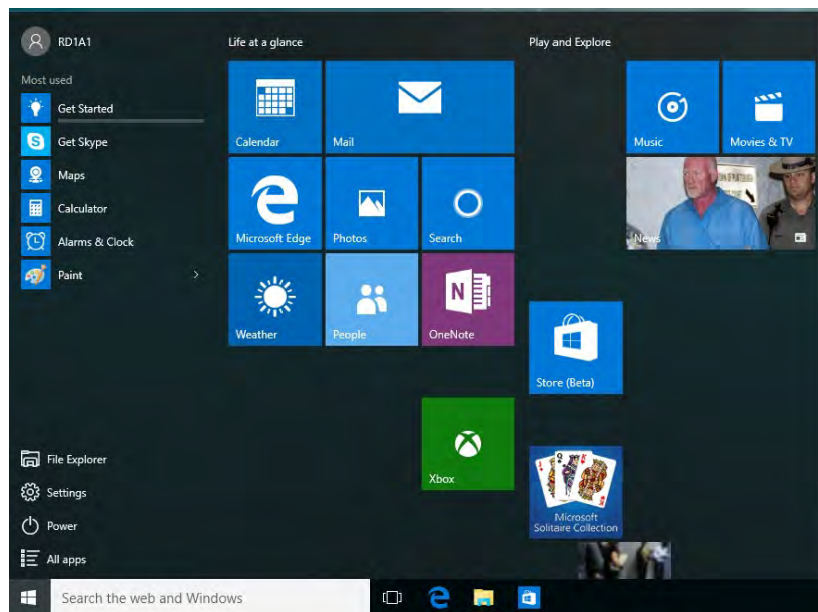 RD1A1
Most used
Get Started
Get Skype
Maps
Calculator
Alarms & Clock
Paint
File Explorer
Settings
Power
All apps
Life at a glance
Calendar
Mail
Microsoft Edge
Photos
Search
Weather
People
N
OneNote
Xbox
Play and Explore
Music
Movies & TV
News
Store (Beta)
Microsoft
Solitaire Collection
Search the web and Windows